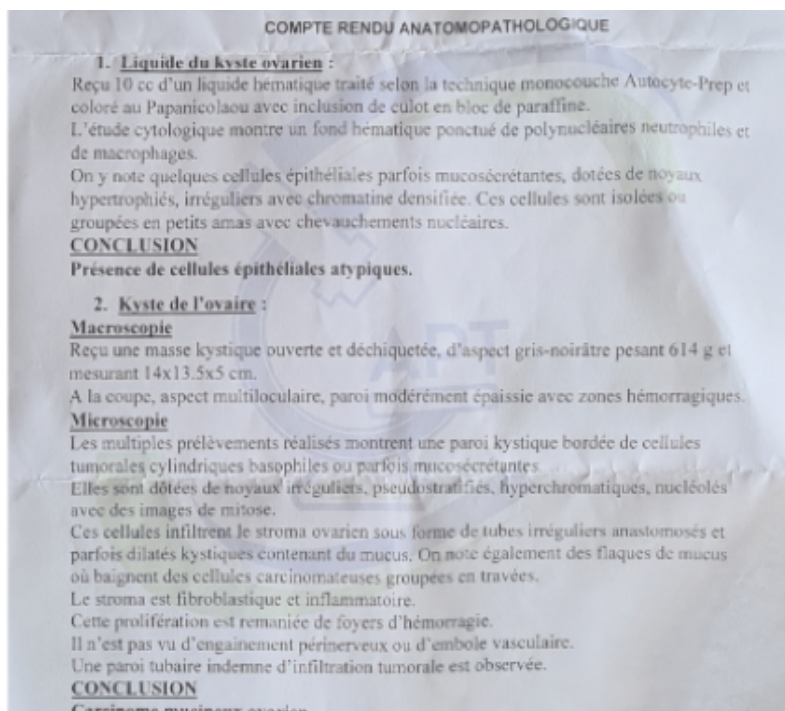 COMPTE RENDU ANATOMOPATHOLOGIQUE
1. Liquide du kyste ovarien :
Reçu 10 cc d'un liquide hématique traité selon la technique monocouche Autocyte-Prep et
coloré au Papanicolaou avec inclusion de culot en bloc de paraffine.
L'étude cytologique montre un fond hématique ponctué de polynucléaires neutrophiles et
de macrophages.
On y note quelques cellules épithéliales parfois mucosécrétantes, dotées de noyaux
hypertrophiés, irréguliers avec chromatine densifiée. Ces cellules sont isolées ou
groupées en petits amas avec chevauchements nucléaires.
CONCLUSION
Présence de cellules épithéliales atypiques.
2. Kyste de l'ovaire :
Macroscopie
Reçu une masse kystique ouverte et déchiquetée, d'aspect gris-noirâtre pesant 614 g et
mesurant 14x13.5x5 cm.
A la coupe, aspect multiloculaire, paroi modérément épaissie avec zones hémorragiques.
Microscopie
Les multiples prélèvements réalisés montrent une paroi kystique bordée de cellules
tumorales cylindriques basophiles ou parfois mucosécrétantes
Elles sont dôtées de noyaux irréguliers, pseudostratifiés, hyperchromatiques, nucléolés
avec des images de mitose.
Ces cellules infiltrent le stroma ovarien sous forme de tubes irréguliers anastomosés et
parfois dilatés kystiques contenant du mucus. On note également des flaques de mucus
où baignent des cellules carcinomateuses groupées en travées.
Le stroma est fibroblastique et inflammatoire.
Cette prolifération est remaniée de foyers d'hémorragie.
Il n'est pas vu d'engainement périnerveux ou d'embole vasculaire.
Une paroi tubaire indemne d'infiltration tumorale est observée.
CONCLUSION
Carcinome mucineux ovarien
APT